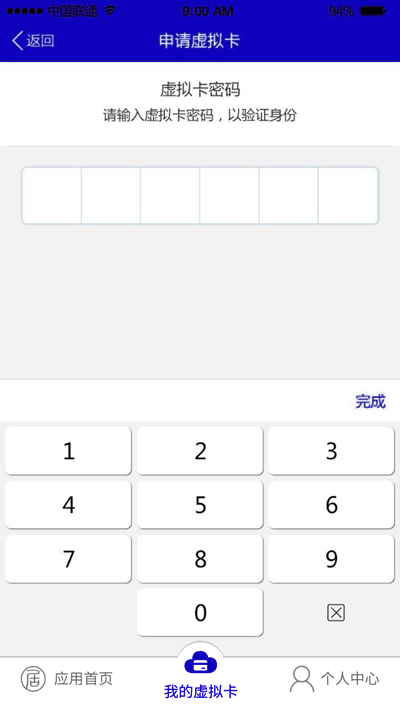 中国联通 9:00 AM 94%
返回 申请虚拟卡
虚拟卡密码
请输入虚拟卡密码，以验证身份
完成
1 2 3
4 5 6
7 8 9
0
居 应用首页 我的虚拟卡 个人中心